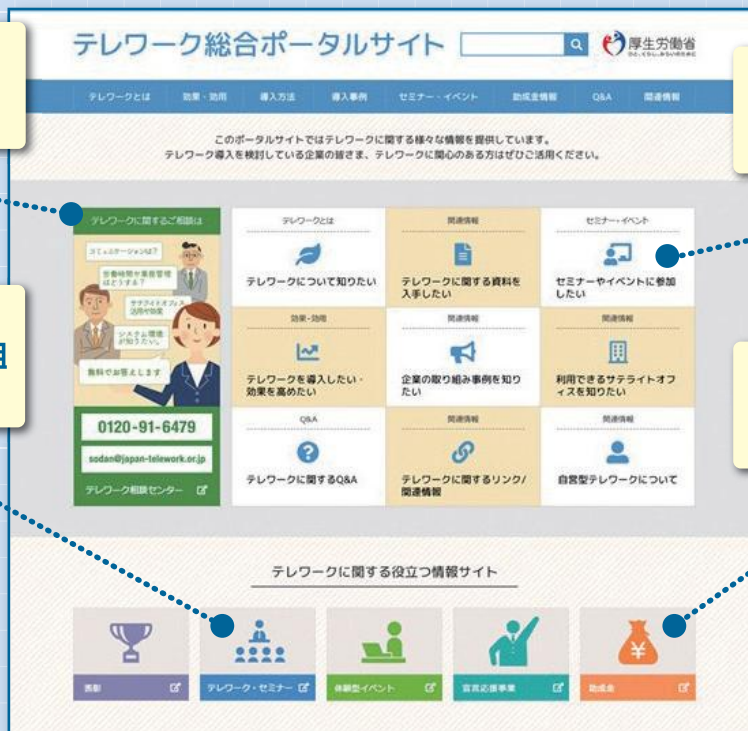 テレワーク総合ポータルサイト
厚生労働省
ひと、くらし、みらいのために
テレワークとは 効果・効用 導入方法 導入事例 セミナー・イベント 助成金情報 Q&A 関連情報
このポータルサイトではテレワークに関する様々な情報を提供しています。
テレワーク導入を検討している企業の皆さま、テレワークに関心のある方はぜひご活用ください。
テレワークに関するご相談は
コミュニケーションは?
労働時間や業務管理
はどうする?
サテライトオフィス
活用や効果
システム環境
が知りたい。
無料でお答えします
0120-91-6479
sodan@japan-telework.or.jp
テレワーク相談センター
テレワークとは
テレワークについて知りたい
関連情報
テレワークに関する資料を
入手したい
セミナー・イベント
セミナーやイベントに参加
したい
効果・効用
テレワークを導入したい・
効果を高めたい
関連情報
企業の取り組み事例を知り
たい
関連情報
利用できるサテライトオフ
ィスを知りたい
Q&A
テレワークに関するQ&A
関連情報
テレワークに関するリンク/
関連情報
関連情報
自営型テレワークについて
テレワークに関する役立つ情報サイト
表彰
テレワーク・セミナー
体験型イベント
宣言応援事業
助成金